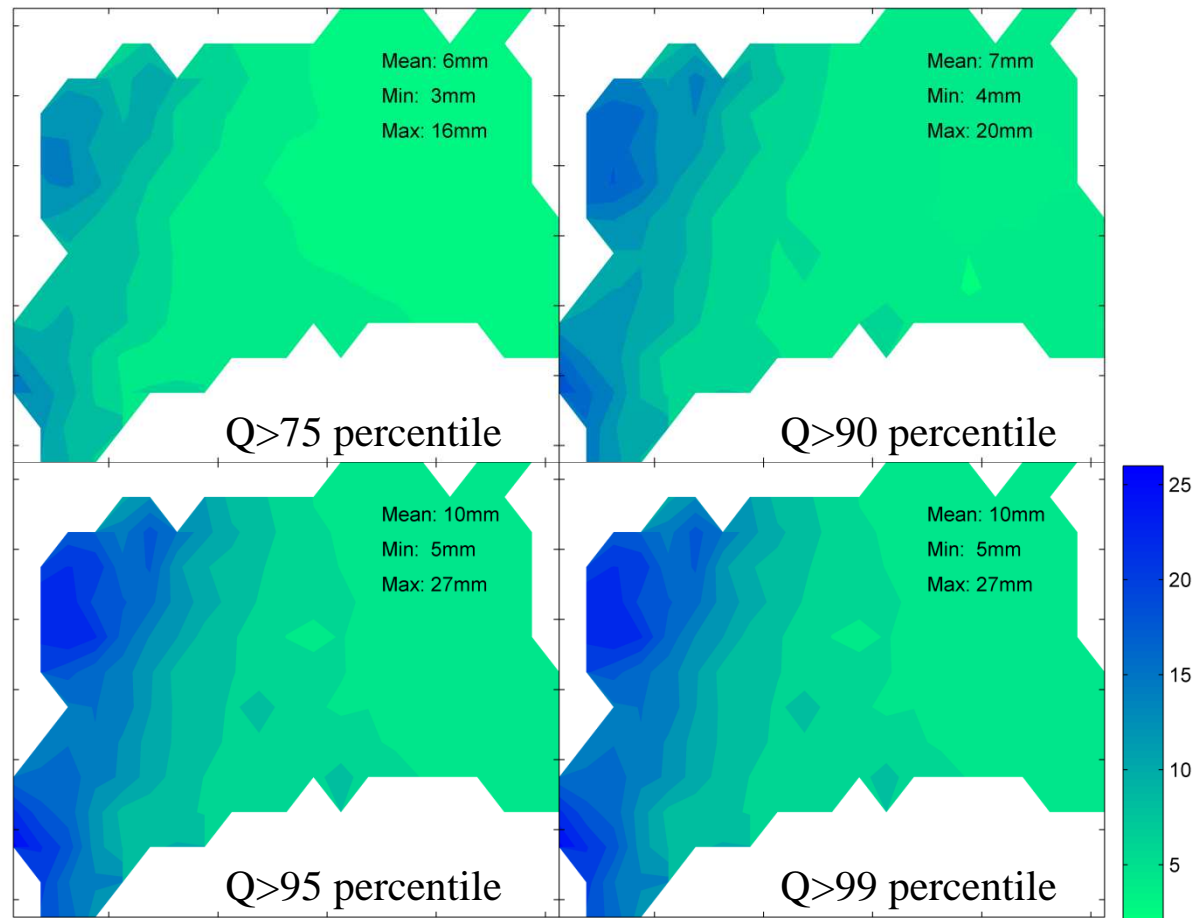 Mean: 6mm
Min: 3mm
Max: 16mm
Q>75 percentile
Mean: 7mm
Min: 4mm
Max: 20mm
Q>90 percentile
Mean: 10mm
Min: 5mm
Max: 27mm
Q>95 percentile
Mean: 10mm
Min: 5mm
Max: 27mm
Q>99 percentile
25
20
15
10
5